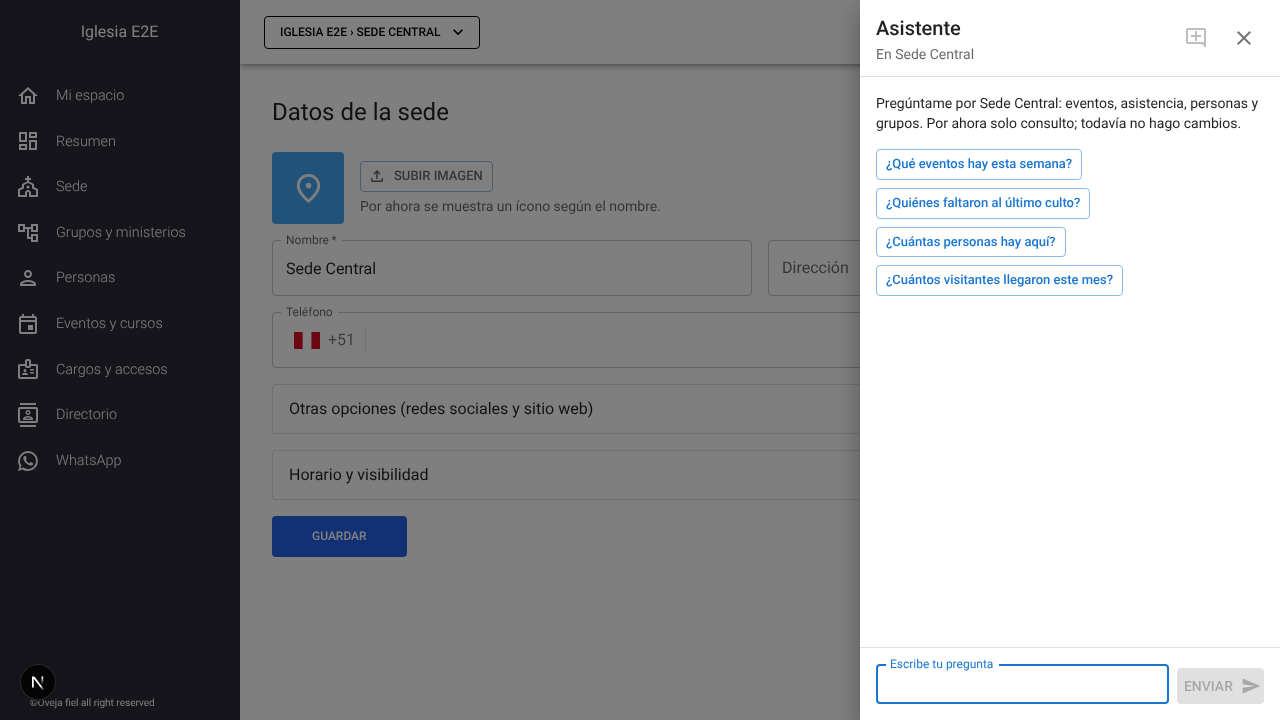 Iglesia E2E
Mi espacio
Resumen
Sede
Grupos y ministerios
Personas
Eventos y cursos
Cargos y accesos
Directorio
WhatsApp
N
©Oveja fiel all right reserved
IGLESIA E2E › SEDE CENTRAL
Datos de la sede
SUBIR IMAGEN
Por ahora se muestra un ícono según el nombre.
Nombre *
Sede Central
Dirección
Teléfono
+51
Otras opciones (redes sociales y sitio web)
Horario y visibilidad
GUARDAR
Asistente
En Sede Central
Pregúntame por Sede Central: eventos, asistencia, personas y
grupos. Por ahora solo consulto; todavía no hago cambios.
¿Qué eventos hay esta semana?
¿Quiénes faltaron al último culto?
¿Cuántas personas hay aquí?
¿Cuántos visitantes llegaron este mes?
Escribe tu pregunta
ENVIAR